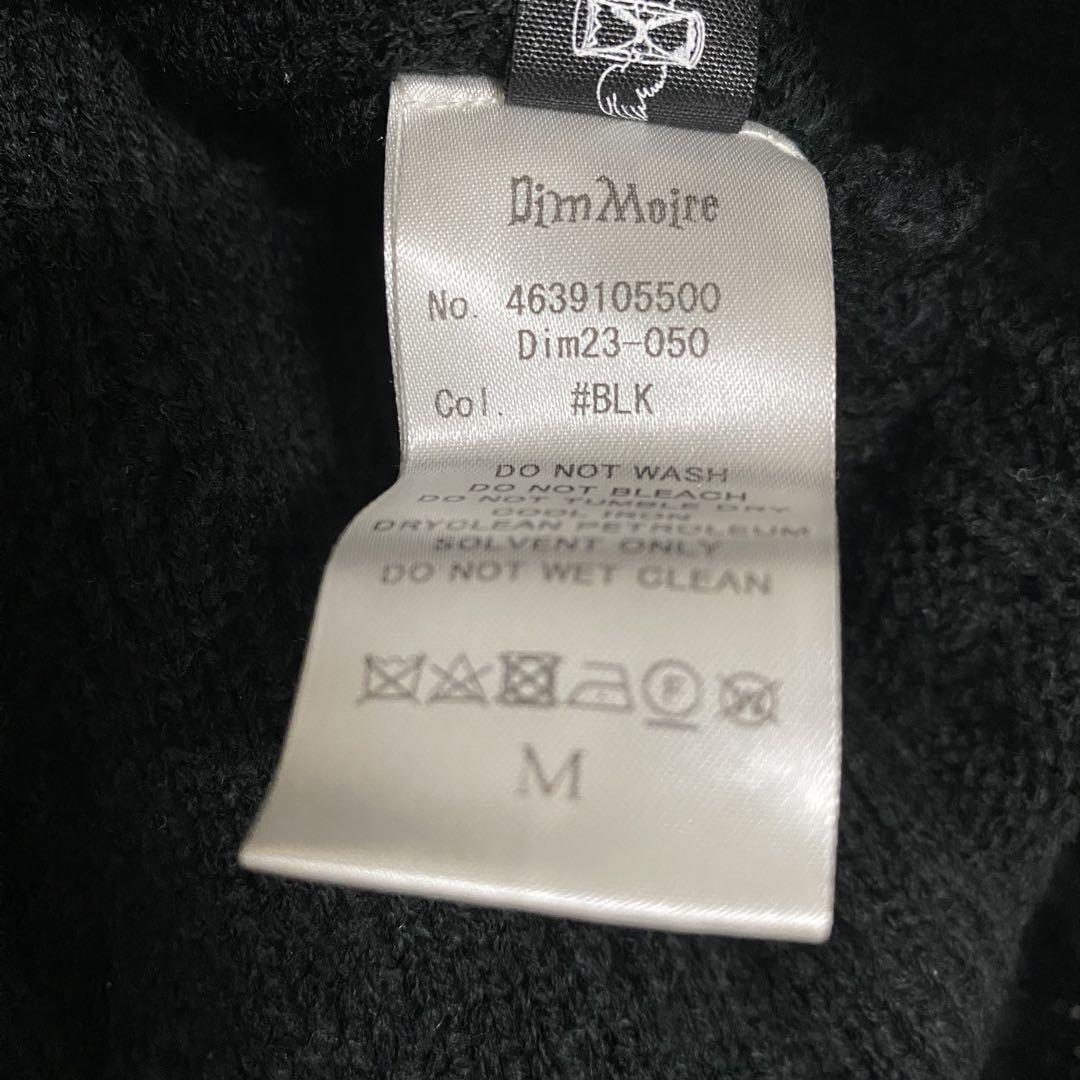 DimMoire
No. 4639105500
Dim23-050
Col. #BLK
DO NOT WASH
DO NOT BLEACH
DO NOT TUMBLE DRY
COOL IRON
DRYCLEAN PETROLEUM
SOLVENT ONLY
DO NOT WET CLEAN
F
W
M